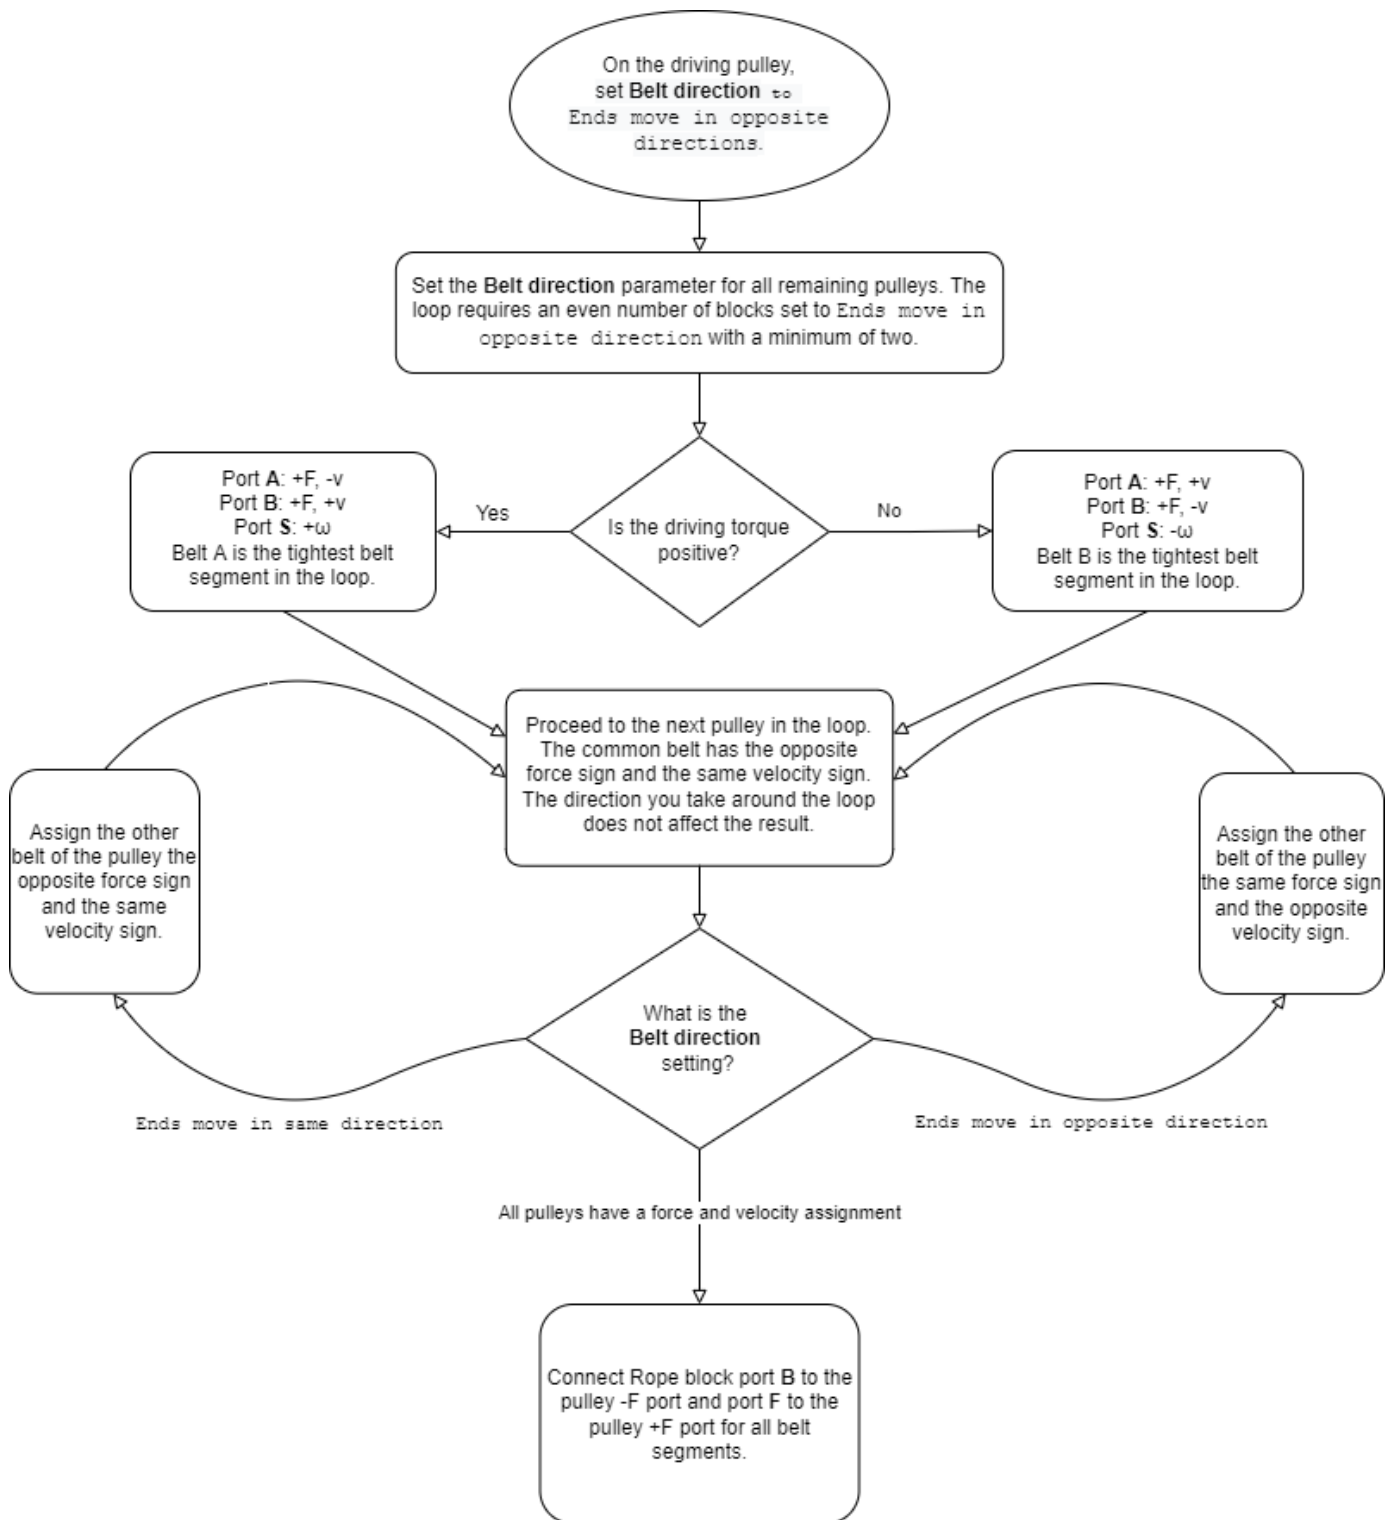 On the driving pulley,
set Belt direction to
Ends move in opposite
directions.
Set the Belt direction parameter for all remaining pulleys. The
loop requires an even number of blocks set to Ends move in
opposite direction with a minimum of two.
Port A: +F, -v
Port B: +F, +v
Port S: +ω
Belt A is the tightest belt
segment in the loop.
Yes
Is the driving torque
positive?
No
Port A: +F, +v
Port B: +F, -v
Port S: -ω
Belt B is the tightest belt
segment in the loop.
Proceed to the next pulley in the loop.
The common belt has the opposite
force sign and the same velocity sign.
The direction you take around the loop
does not affect the result.
Assign the other
belt of the pulley the
opposite force sign
and the same
velocity sign.
Assign the other
belt of the pulley
the same force sign
and the opposite
velocity sign.
What is the
Belt direction
setting?
Ends move in same direction
Ends move in opposite direction
All pulleys have a force and velocity assignment
Connect Rope block port B to the
pulley -F port and port F to the
pulley +F port for all belt
segments.